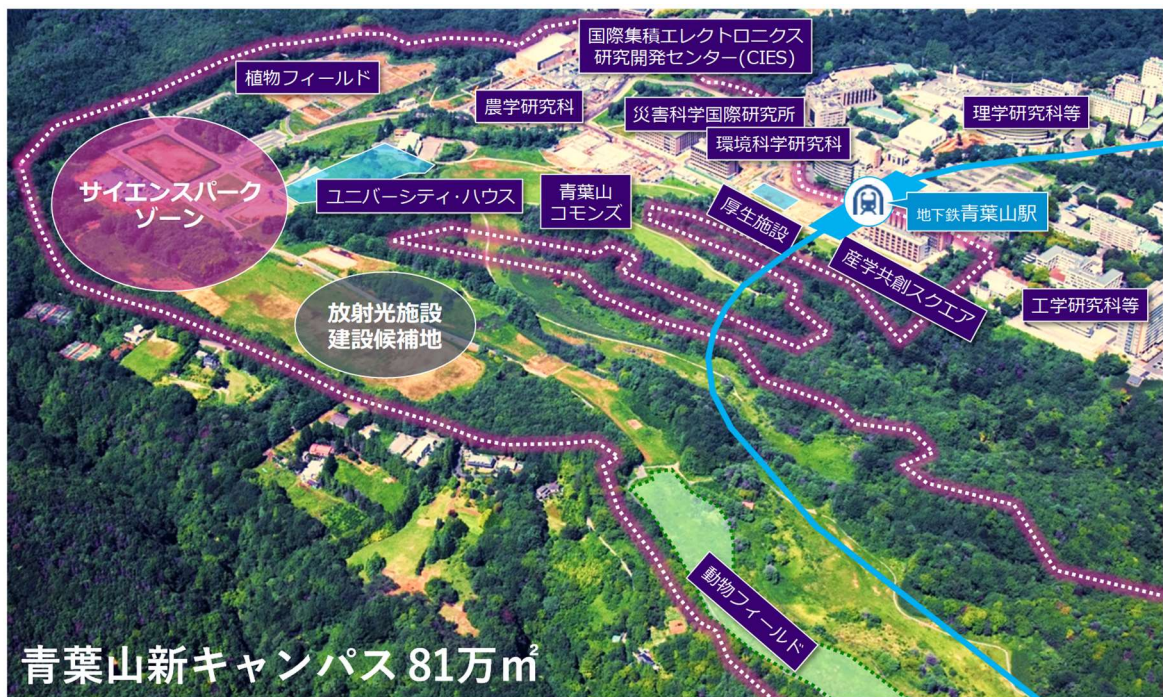 国際集積エレクトロニクス
研究開発センター(CIES)
植物フィールド
農学研究科
災害科学国際研究所
理学研究科等
環境科学研究科
サイエンスパーク
ゾーン
ユニバーシティ・ハウス
青葉山
コモンズ
厚生施設
地下鉄青葉山駅
産学共創スクエア
工学研究科等
放射光施設
建設候補地
動物フィールド
青葉山新キャンパス 81万㎡